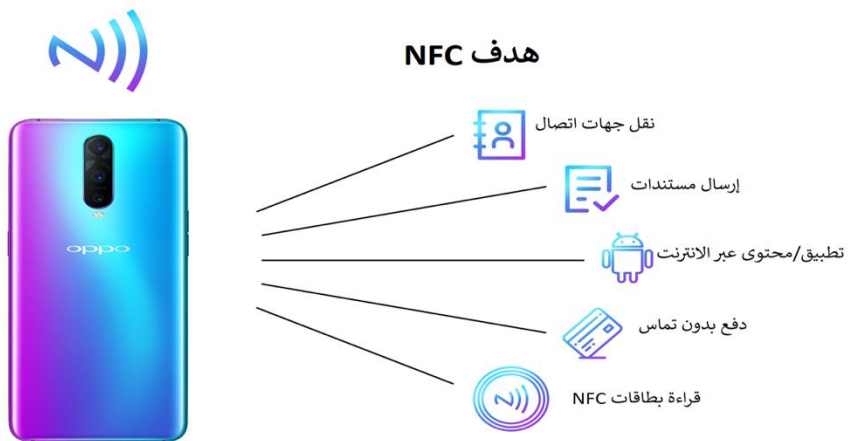 هدف NFC
نقل جهات اتصال
إرسال مستندات
تطبيق/محتوى عبر الانترنت
دفع بدون تماس
قراءة بطاقات NFC
oppo